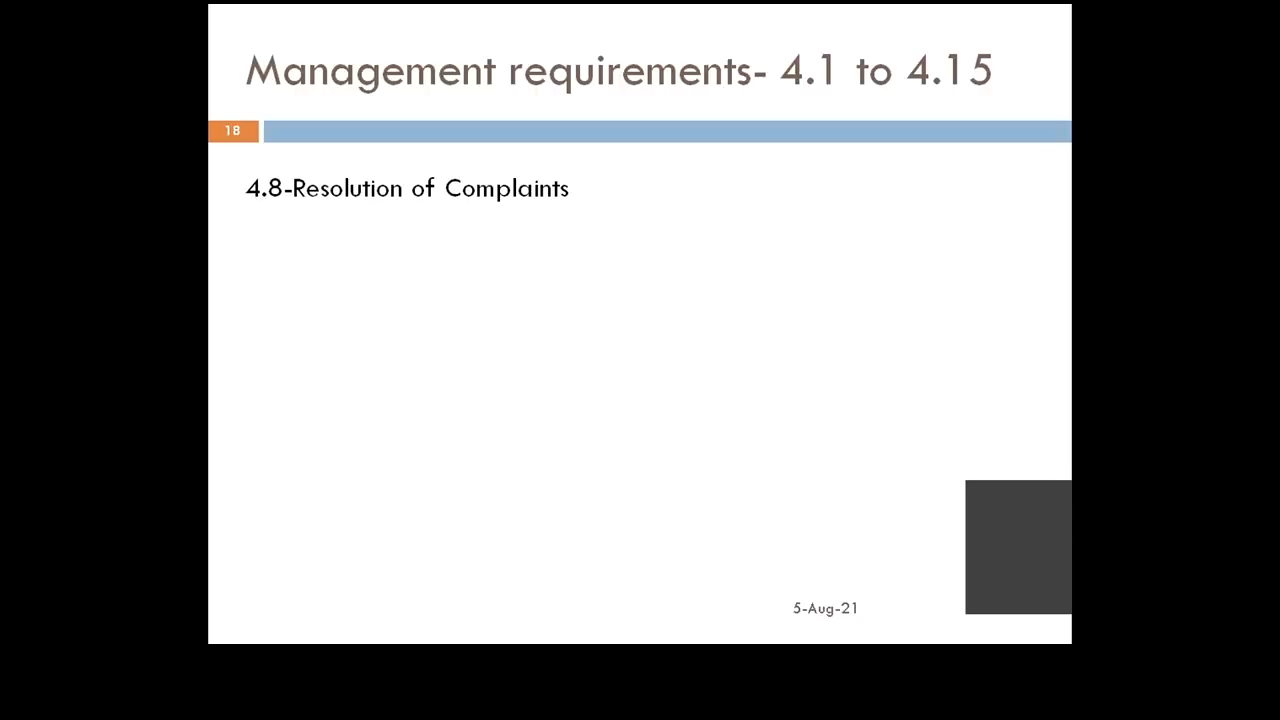 Management requirements- 4.1 to 4.15
18
4.8-Resolution of Complaints
5-Aug-21